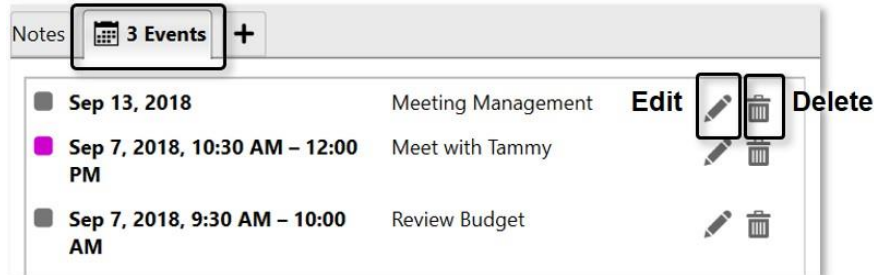 Notes 3 Events +
Sep 13, 2018 Meeting Management Edit Delete
Sep 7, 2018, 10:30 AM – 12:00 Meet with Tammy
PM
Sep 7, 2018, 9:30 AM – 10:00 Review Budget
AM